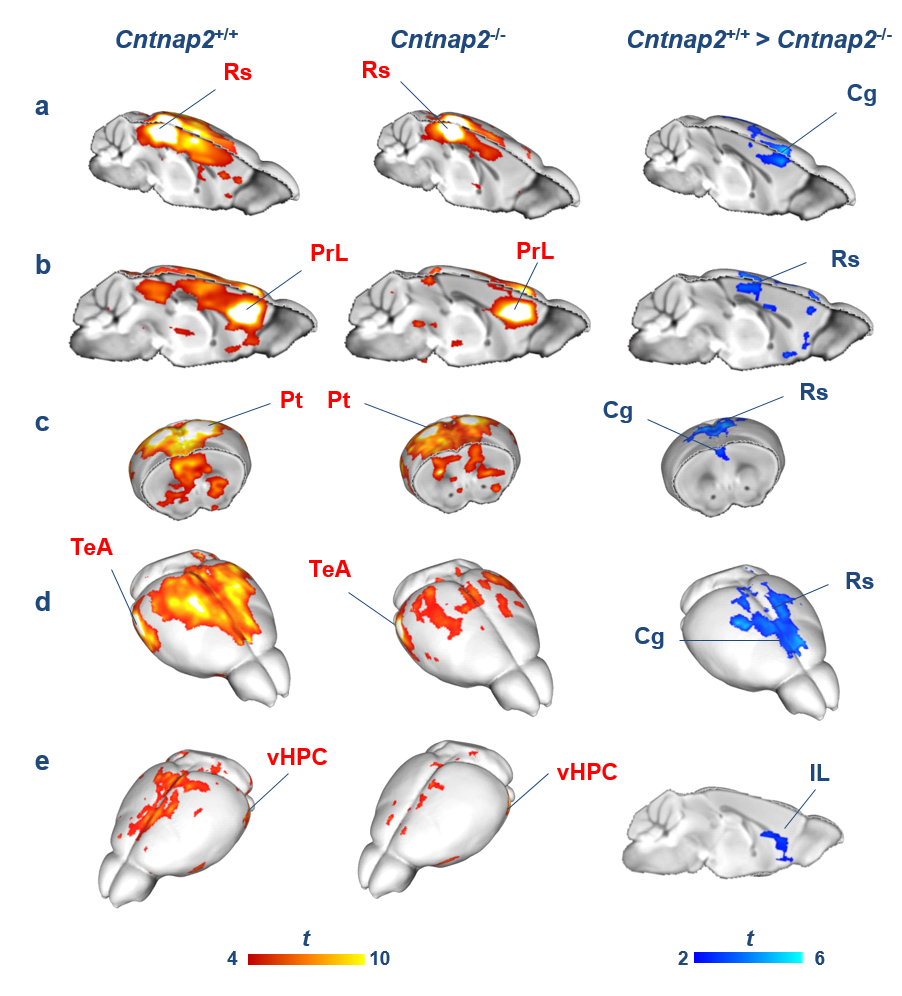 Cntnap2+/+ Cntnap2-/- Cntnap2+/+ > Cntnap2-/-
a Rs Rs Cg
b PrL PrL Rs
c Pt Pt Cg Rs
d TeA TeA Rs
Cg
e vHPC vHPC IL
t t
4 10 2 6